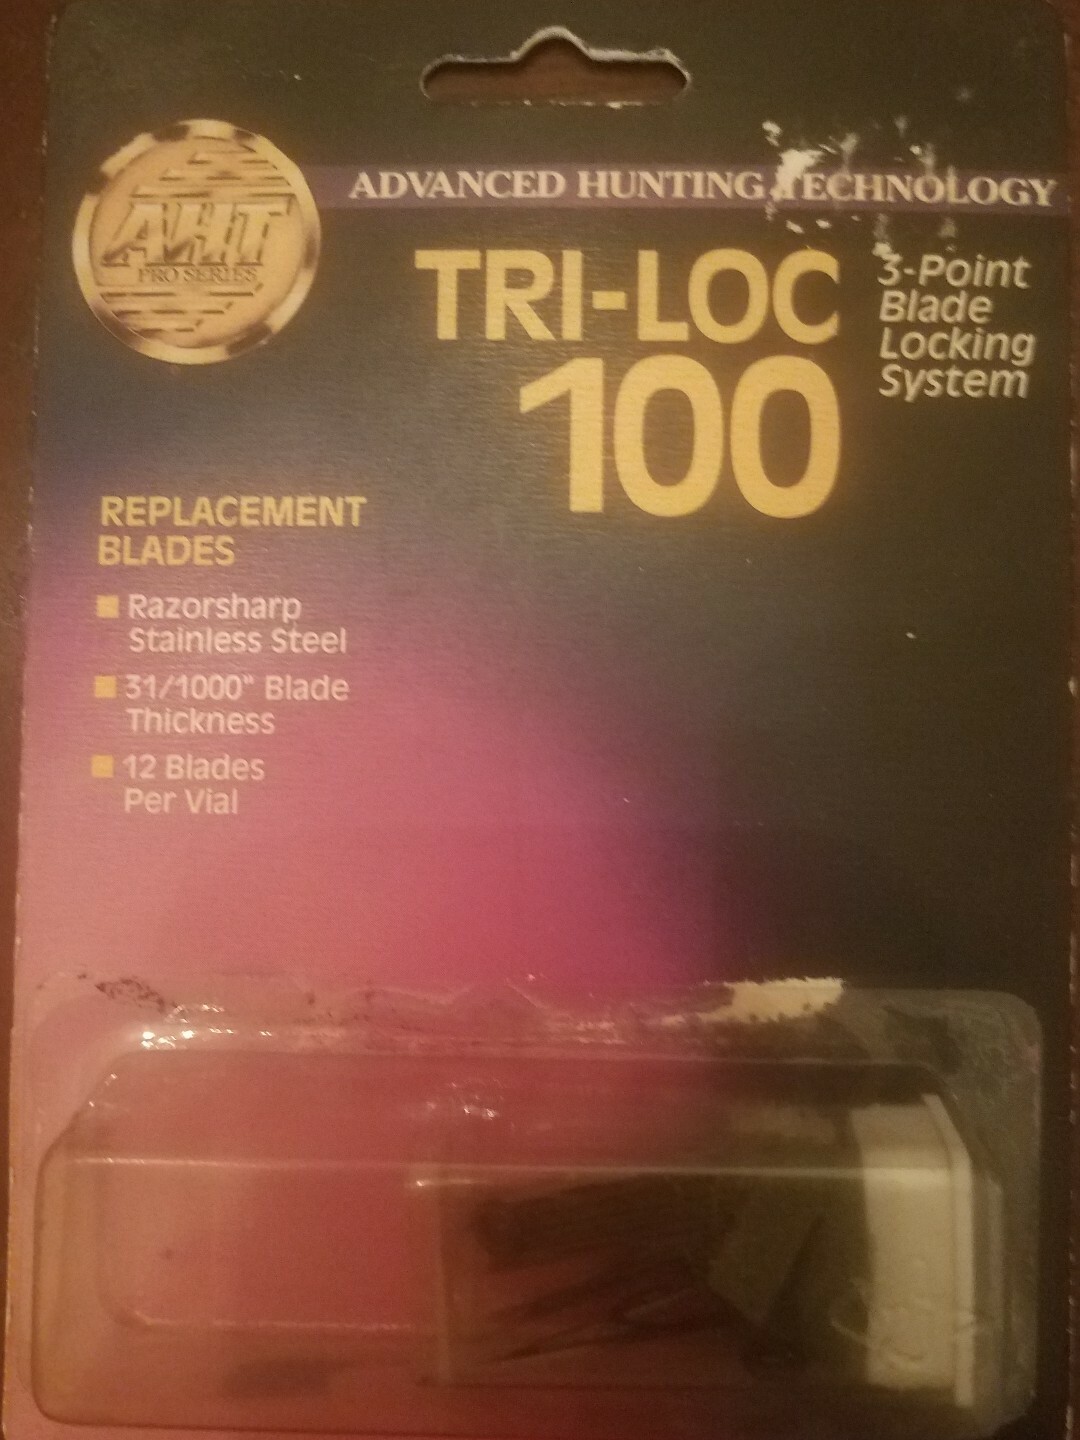 ADVANCED HUNTING TECHNOLOGY
AHT
PRO SERIES
TRI-LOC
100
3-Point
Blade
Locking
System
REPLACEMENT
BLADES
Razorsharp
Stainless Steel
31/1000" Blade
Thickness
12 Blades
Per Vial